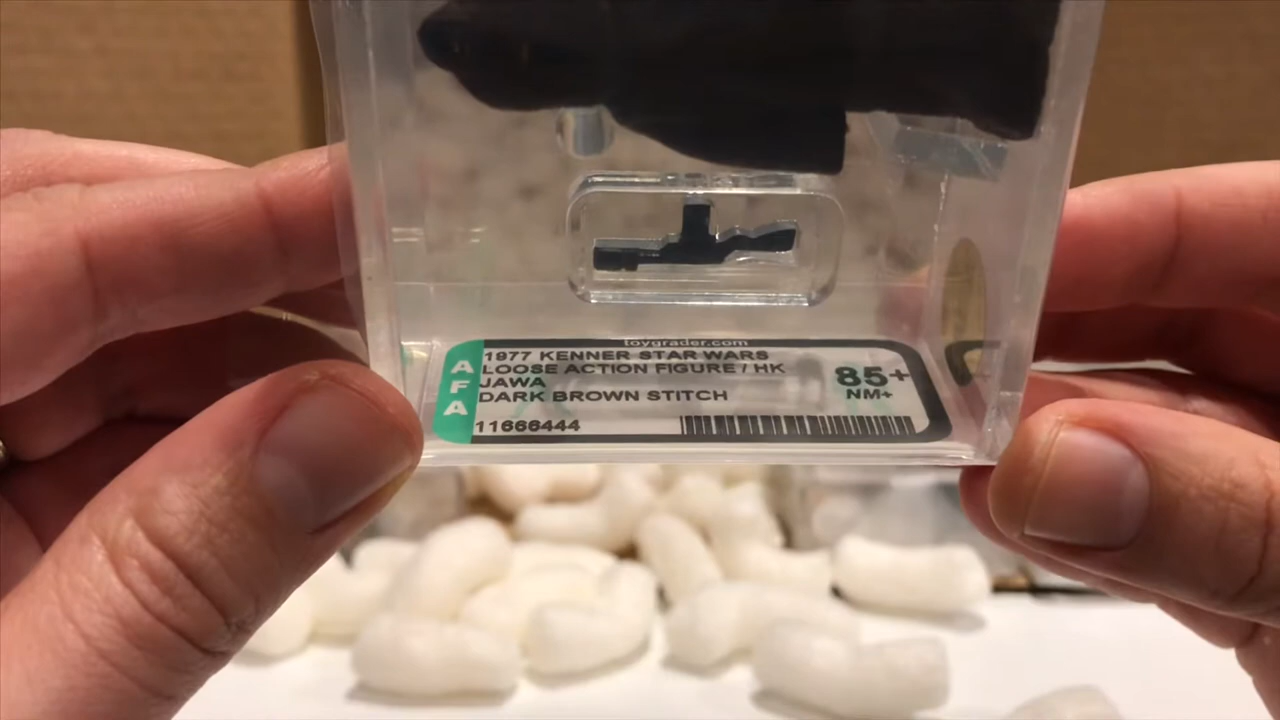 toygrader.com
AFA
1977 KENNER STAR WARS
LOOSE ACTION FIGURE / HK
JAWA
DARK BROWN STITCH
85+
NM+
11666444